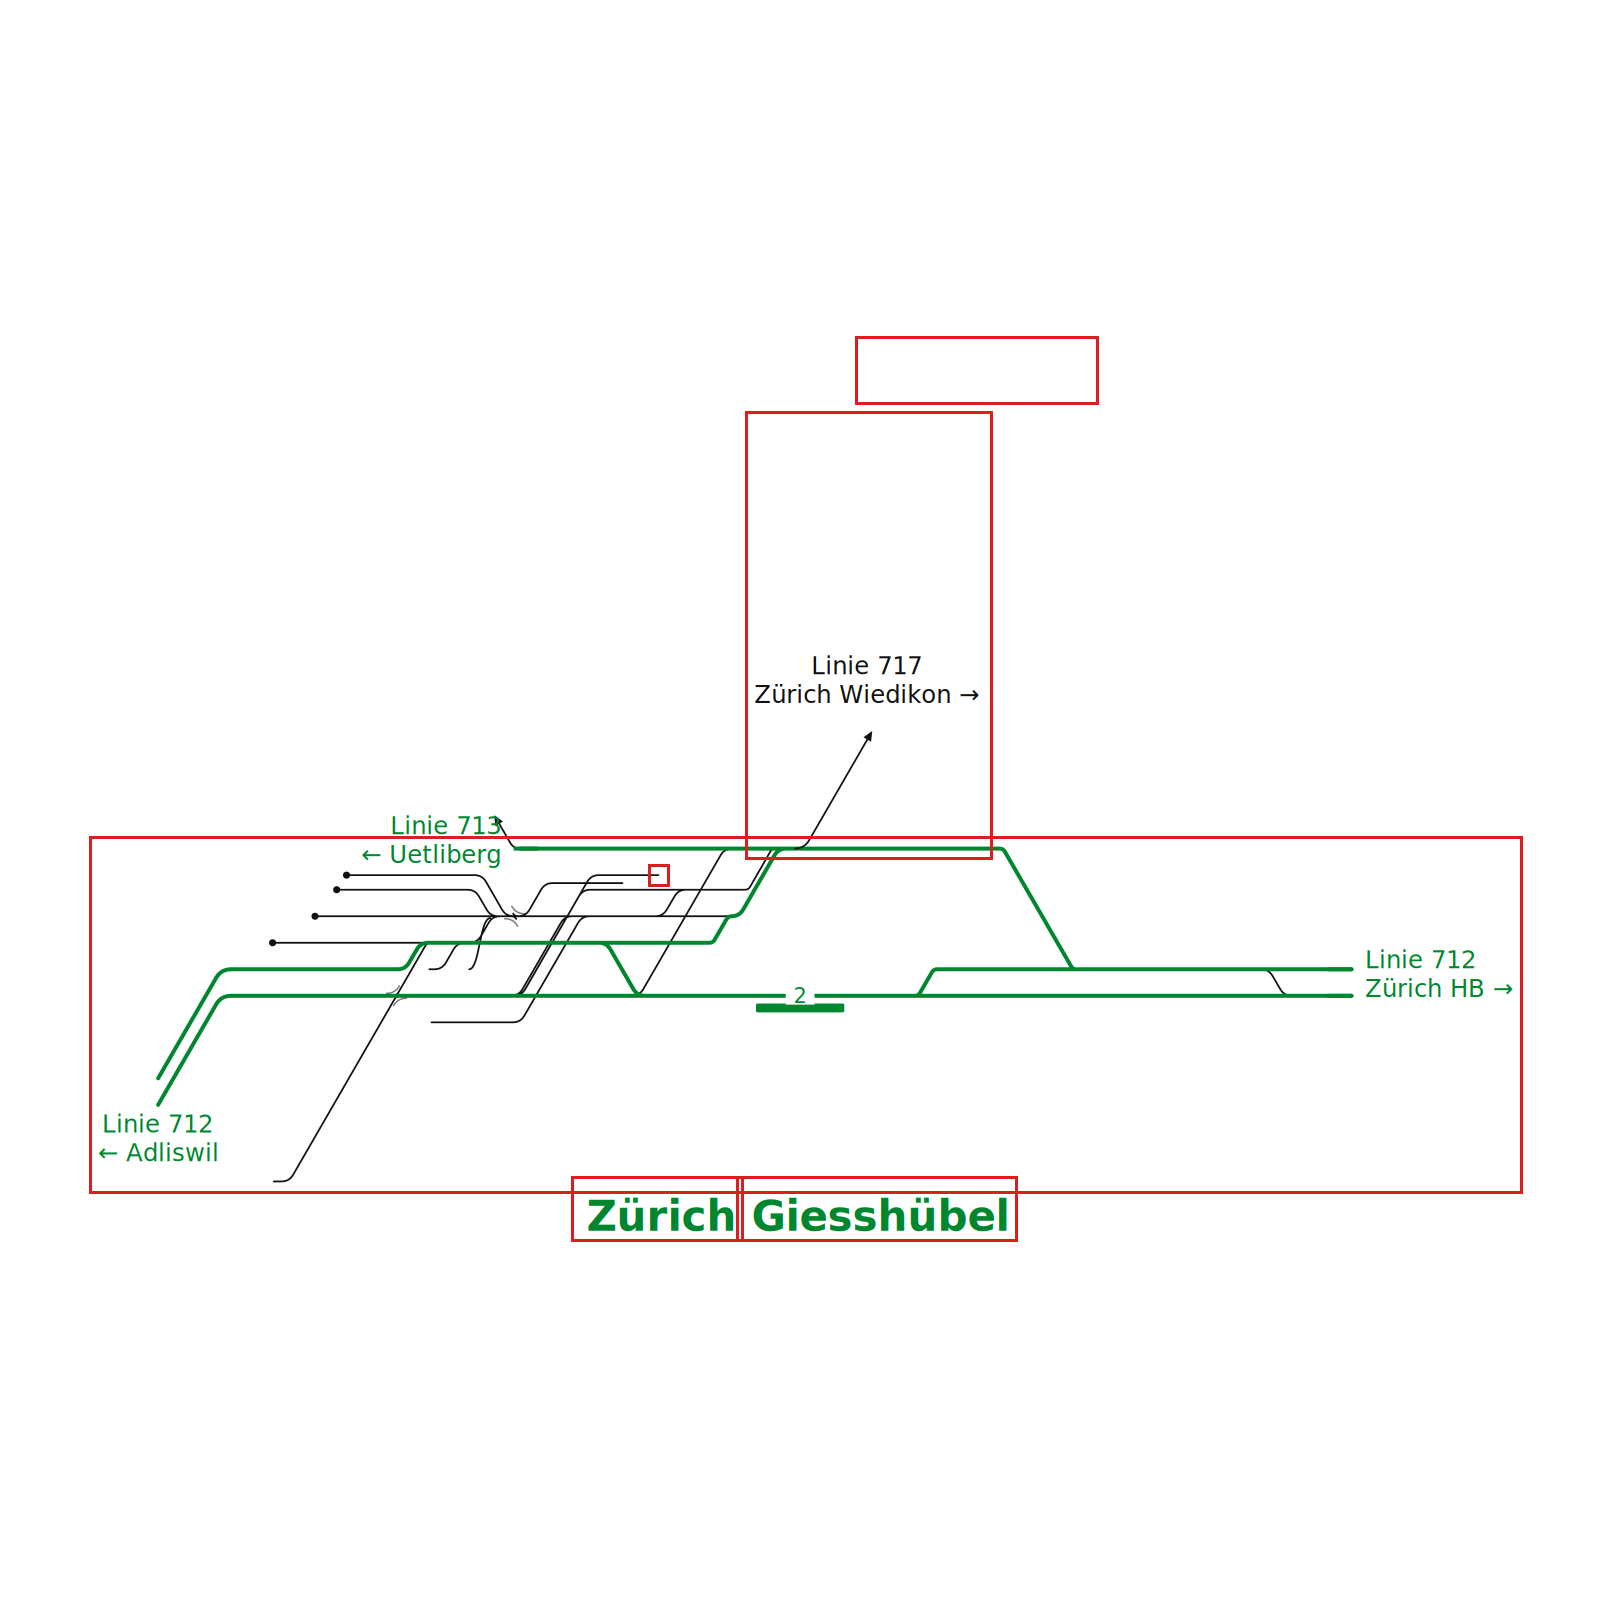 Linie 717
Zürich Wiedikon →
Linie 713
← Uetliberg
Linie 712
Zürich HB →
2
Linie 712
← Adliswil
Zürich Giesshübel